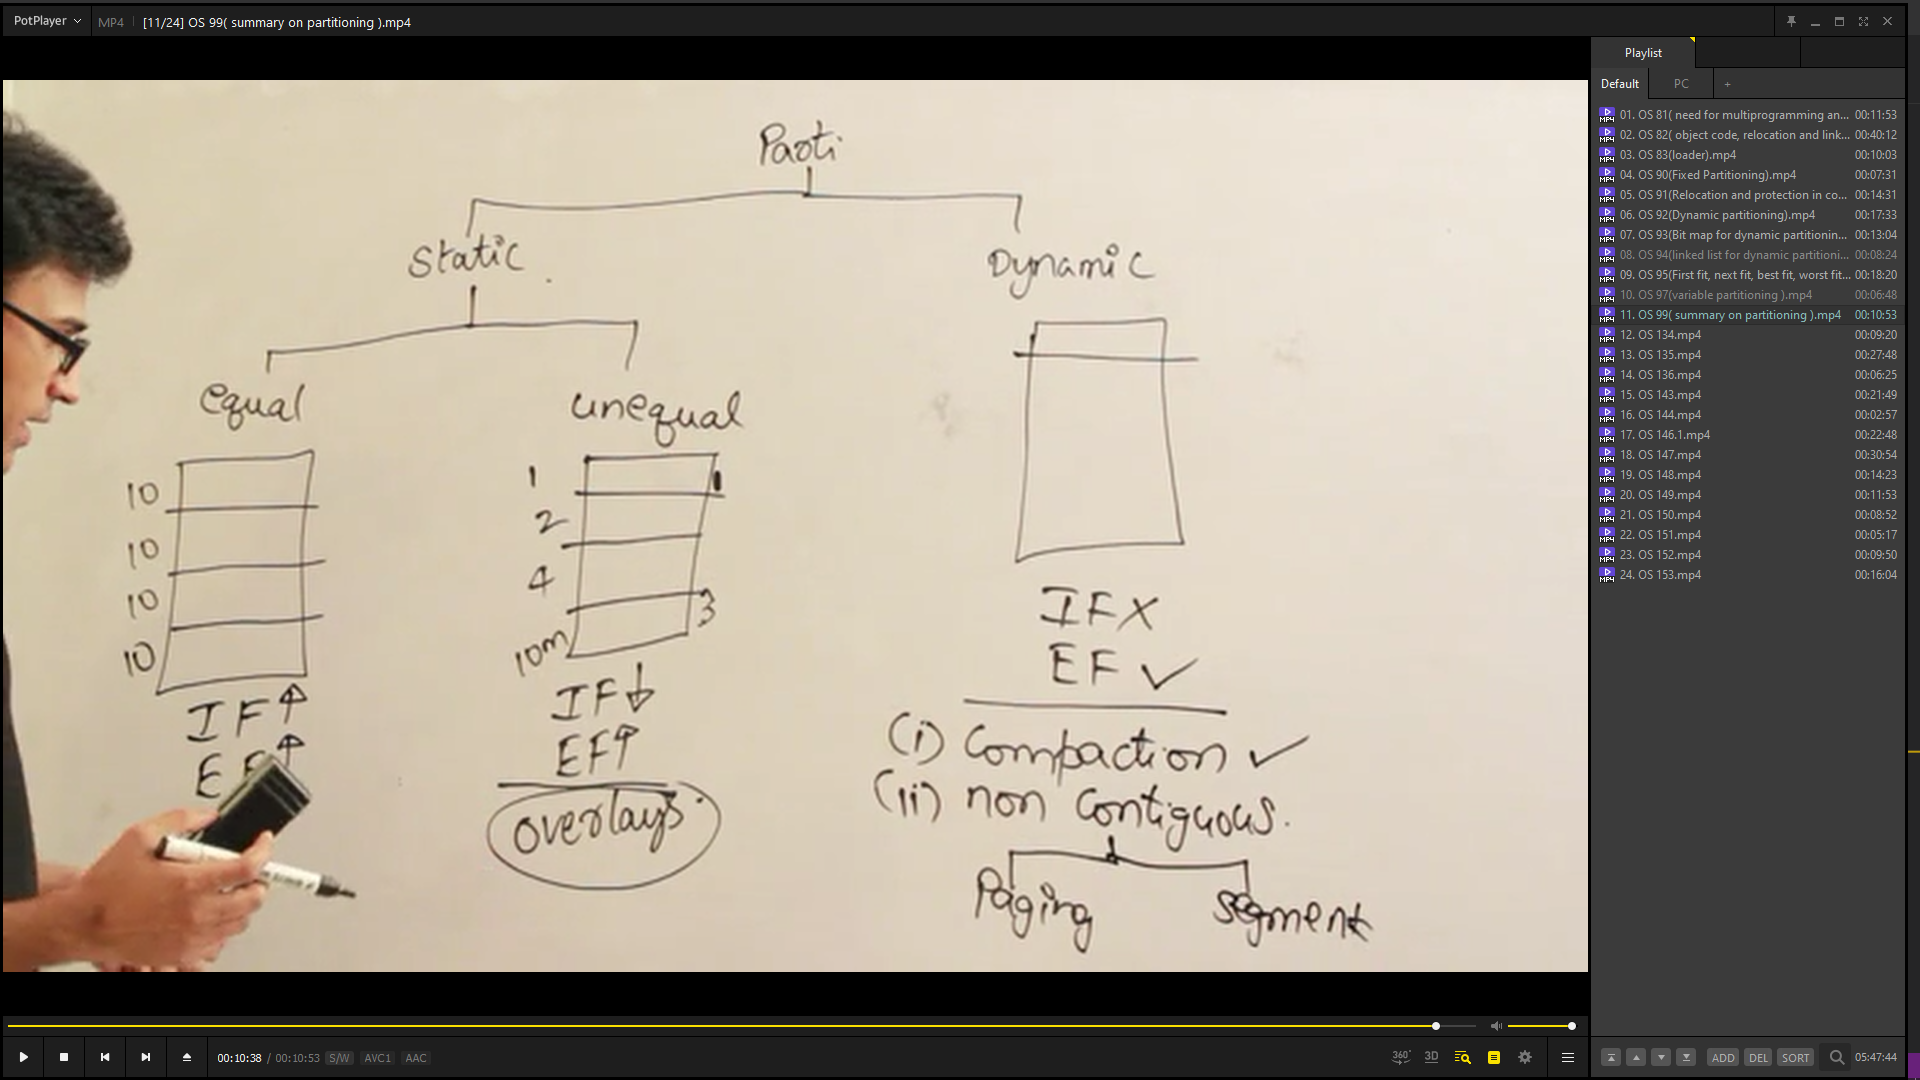 PotPlayer
MP4
[11/24] OS 99( summary on partitioning ).mp4
Playlist
Default
PC
+
01. OS 81( need for multiprogramming an... 00:11:53
02. OS 82( object code, relocation and link... 00:40:12
03. OS 83(loader).mp4 00:10:03
04. OS 90(Fixed Partitioning).mp4 00:07:31
05. OS 91(Relocation and protection in co... 00:14:31
06. OS 92(Dynamic partitioning).mp4 00:17:33
07. OS 93(Bit map for dynamic partitionin... 00:13:04
08. OS 94(linked list for dynamic partitioni... 00:08:24
09. OS 95(First fit, next fit, best fit, worst fit... 00:18:20
10. OS 97(variable partitioning ).mp4 00:06:48
11. OS 99( summary on partitioning ).mp4 00:10:53
12. OS 134.mp4 00:09:20
13. OS 135.mp4 00:27:48
14. OS 136.mp4 00:06:25
15. OS 143.mp4 00:21:49
16. OS 144.mp4 00:02:57
17. OS 146.1.mp4 00:22:48
18. OS 147.mp4 00:30:54
19. OS 148.mp4 00:14:23
20. OS 149.mp4 00:11:53
21. OS 150.mp4 00:08:52
22. OS 151.mp4 00:05:17
23. OS 152.mp4 00:09:50
24. OS 153.mp4 00:16:04
Parti
Static
Dynamic
equal
unequal
10
10
10
10
IF↑
EF↑
1
1
2
4
3
10m
IF↓
EF↑
overlays
IF X
EF ✓
(i) Compaction ✓
(ii) non contiguous.
Paging
segment
00:10:38 / 00:10:53 S/W AVC1 AAC
360° 3D
ADD DEL SORT
05:47:44